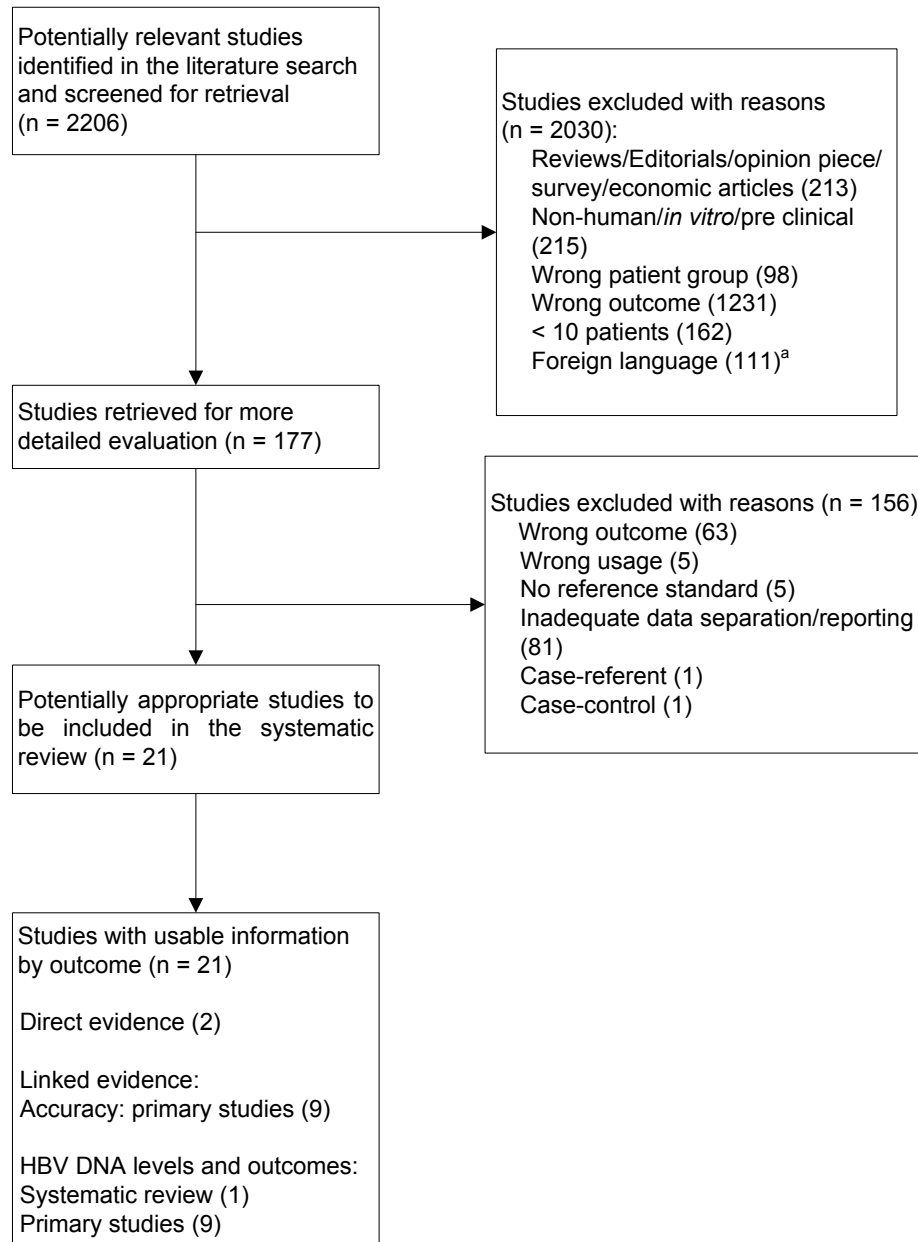 Potentially relevant studies
identified in the literature search
and screened for retrieval
(n = 2206)
Studies excluded with reasons
(n = 2030):
Reviews/Editorials/opinion piece/
survey/economic articles (213)
Non-human/in vitro/pre clinical
(215)
Wrong patient group (98)
Wrong outcome (1231)
< 10 patients (162)
Foreign language (111)a
Studies retrieved for more
detailed evaluation (n = 177)
Studies excluded with reasons (n = 156)
Wrong outcome (63)
Wrong usage (5)
No reference standard (5)
Inadequate data separation/reporting
(81)
Case-referent (1)
Case-control (1)
Potentially appropriate studies to
be included in the systematic
review (n = 21)
Studies with usable information
by outcome (n = 21)
Direct evidence (2)
Linked evidence:
Accuracy: primary studies (9)
HBV DNA levels and outcomes:
Systematic review (1)
Primary studies (9)